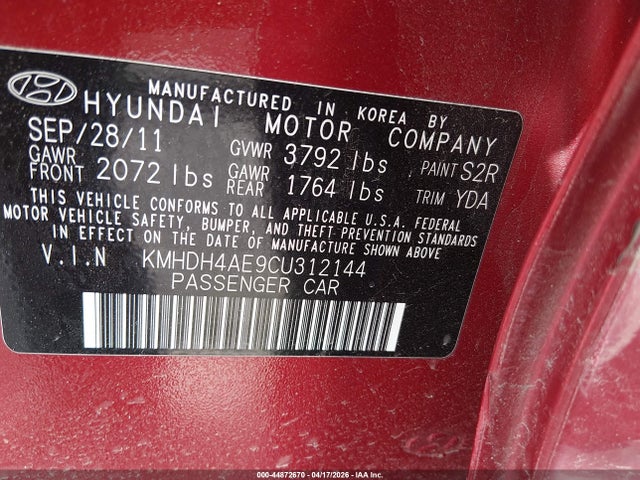 MANUFACTURED IN KOREA BY
HYUNDAI MOTOR COMPANY
SEP/28/11 GVWR 3792 lbs PAINT S2R
GAWR FRONT 2072 lbs GAWR REAR 1764 lbs TRIM YDA
THIS VEHICLE CONFORMS TO ALL APPLICABLE U.S.A. FEDERAL
MOTOR VEHICLE SAFETY, BUMPER, AND THEFT PREVENTION STANDARDS
IN EFFECT ON THE DATE OF MANUFACTURE SHOWN ABOVE
V.I.N KMHDH4AE9CU312144
PASSENGER CAR
000-44872670 - 04/17/2026 - IAA Inc.